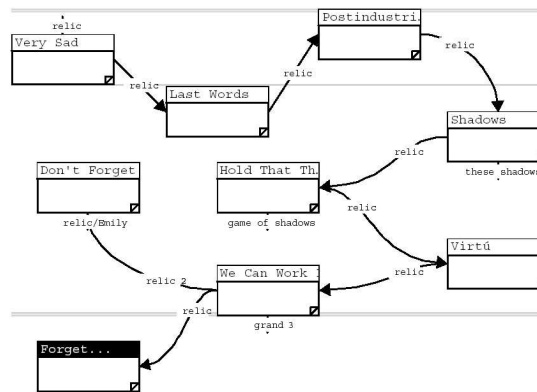 relic
Postindustri.
Very Sad
relic
relic
relic
Last Words
Shadows
relic
these shadows
Don't Forget
Hold That Th.
relic/Emily
game of shadows
relic
Virtú
relic 2
We Can Work I
relic
relic
grand 3
Forget...